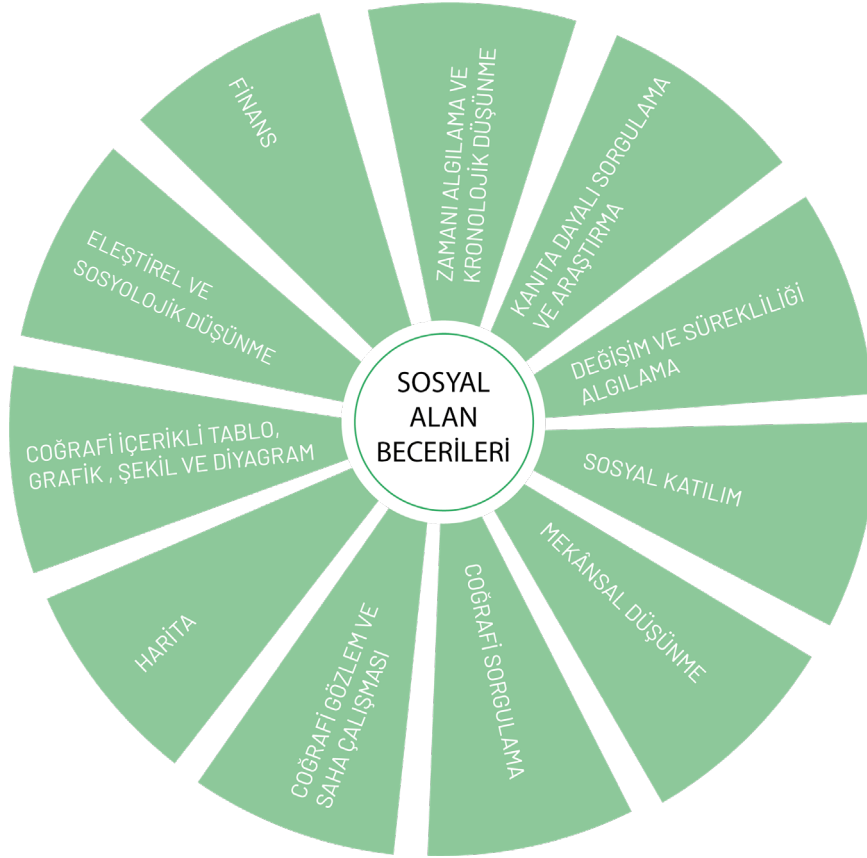 SOSYAL
ALAN
BECERİLERİ
ZAMANI ALGILAMA VE
KRONOLOJİK DÜŞÜNME
KANITA DAYALI SORGULAMA
VE ARAŞTIRMA
DEĞİŞİM VE SÜREKLİLİĞİ
ALGILAMA
SOSYAL KATILIM
MEKÂNSAL DÜŞÜNME
COĞRAFİ SORGULAMA
COĞRAFİ GÖZLEM VE
SAHA ÇALIŞMASI
HARİTA
COĞRAFİ İÇERİKLİ TABLO,
GRAFİK , ŞEKİL VE DİYAGRAM
ELEŞTİREL VE
SOSYOLOJİK DÜŞÜNME
FİNANS